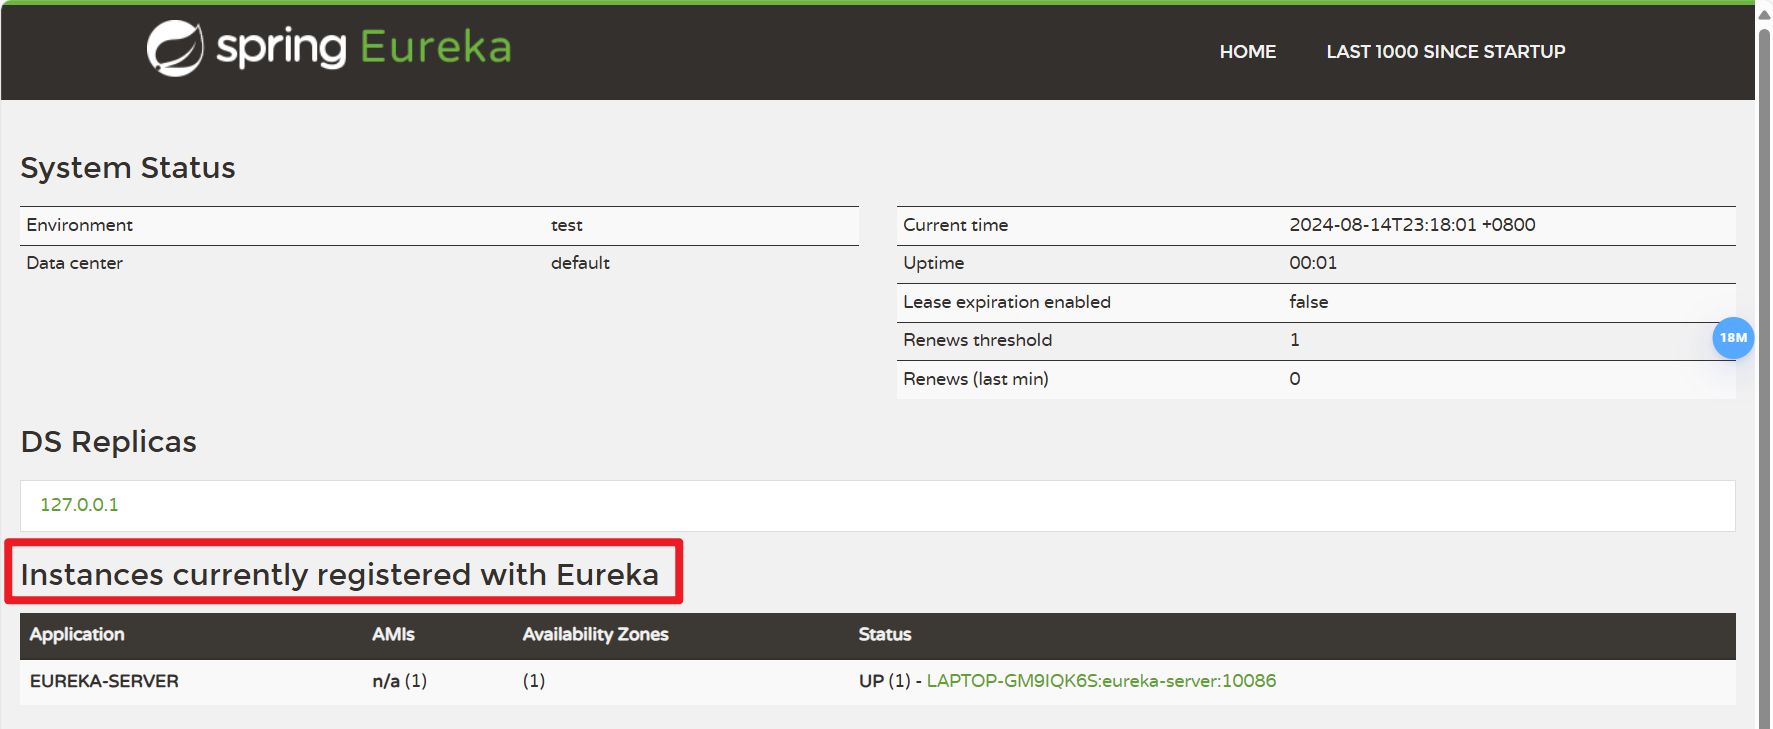 spring Eureka
HOME LAST 1000 SINCE STARTUP
System Status
Environment test
Data center default
Current time 2024-08-14T23:18:01 +0800
Uptime 00:01
Lease expiration enabled false
Renews threshold 1
Renews (last min) 0
18M
DS Replicas
127.0.0.1
Instances currently registered with Eureka
Application AMIs Availability Zones Status
EUREKA-SERVER n/a (1) (1) UP (1) - LAPTOP-GM9IQK6S:eureka-server:10086